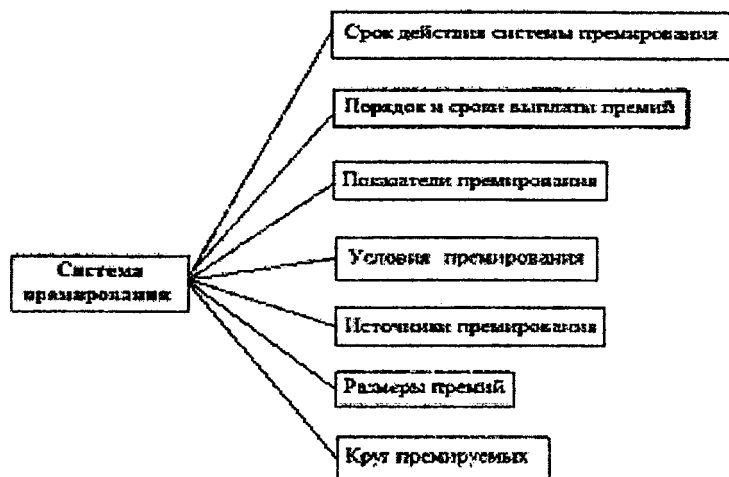 Срок действия системы премирования
Порядок и сроки выплаты премий
Показатели премирования
Условия премирования
Система
премирования
Источники премирования
Размеры премий
Круг премируемых